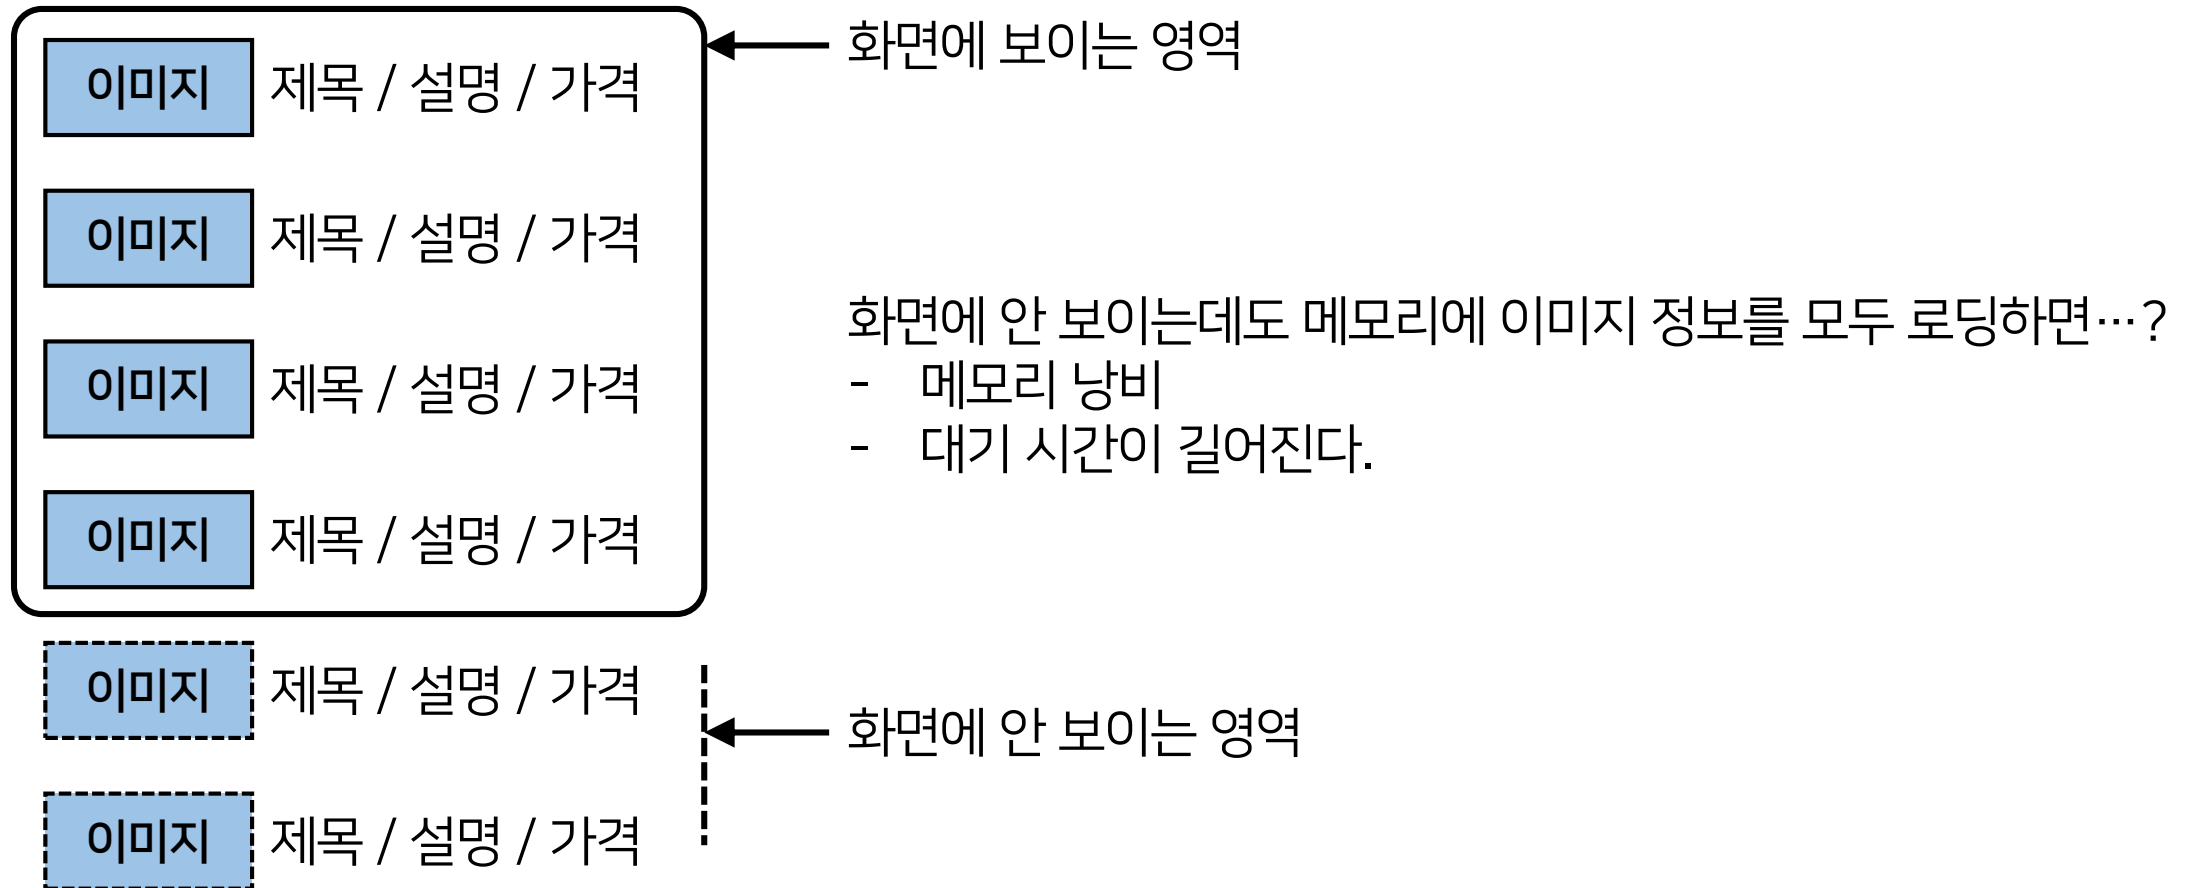 이미지 제목 / 설명 / 가격
화면에 보이는 영역
이미지 제목 / 설명 / 가격
이미지 제목 / 설명 / 가격
이미지 제목 / 설명 / 가격
화면에 안 보이는데도 메모리에 이미지 정보를 모두 로딩하면…?
- 메모리 낭비
- 대기 시간이 길어진다.
이미지 제목 / 설명 / 가격
이미지 제목 / 설명 / 가격
화면에 안 보이는 영역